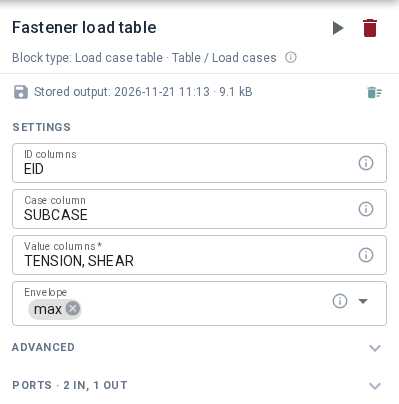 Fastener load table
Block type: Load case table · Table / Load cases
Stored output: 2026-11-21 11:13 · 9.1 kB
SETTINGS
ID columns
EID
Case column
SUBCASE
Value columns*
TENSION, SHEAR
Envelope
max
ADVANCED
PORTS · 2 IN, 1 OUT